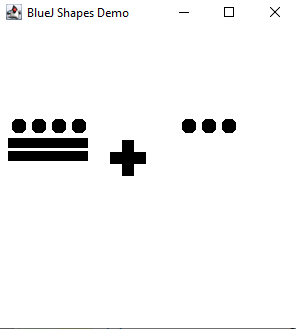 BlueJ Shapes Demo
𝋮 + 𝋣